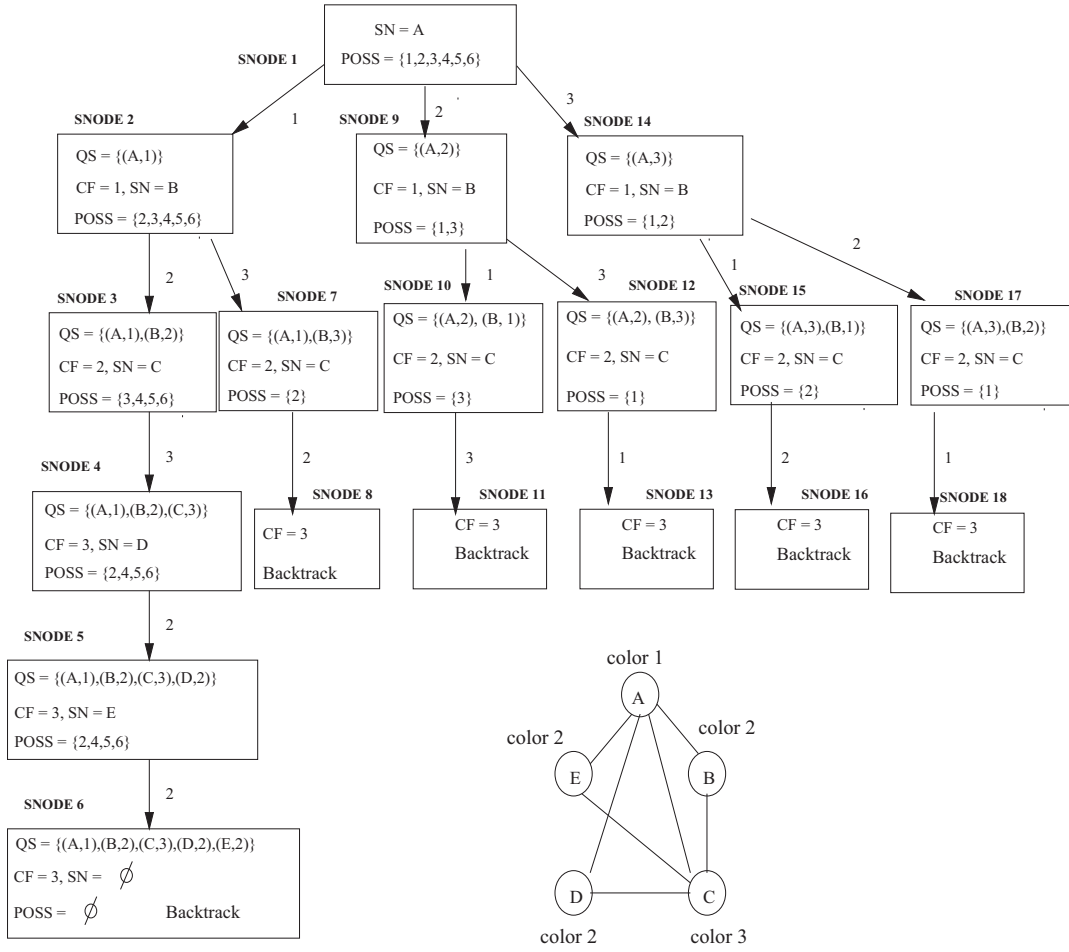 SNODE 1
SN = A
POSS = {1,2,3,4,5,6}
1
2
3
SNODE 2
QS = {(A,1)}
CF = 1, SN = B
POSS = {2,3,4,5,6}
SNODE 9
QS = {(A,2)}
CF = 1, SN = B
POSS = {1,3}
SNODE 14
QS = {(A,3)}
CF = 1, SN = B
POSS = {1,2}
2
3
1
3
1
2
SNODE 3
QS = {(A,1),(B,2)}
CF = 2, SN = C
POSS = {3,4,5,6}
SNODE 7
QS = {(A,1),(B,3)}
CF = 2, SN = C
POSS = {2}
SNODE 10
QS = {(A,2), (B, 1)}
CF = 2, SN = C
POSS = {3}
SNODE 12
QS = {(A,2), (B,3)}
CF = 2, SN = C
POSS = {1}
SNODE 15
QS = {(A,3),(B,1)}
CF = 2, SN = C
POSS = {2}
SNODE 17
QS = {(A,3),(B,2)}
CF = 2, SN = C
POSS = {1}
3
2
3
1
2
1
SNODE 4
QS = {(A,1),(B,2),(C,3)}
CF = 3, SN = D
POSS = {2,4,5,6}
SNODE 8
CF = 3
Backtrack
SNODE 11
CF = 3
Backtrack
SNODE 13
CF = 3
Backtrack
SNODE 16
CF = 3
Backtrack
SNODE 18
CF = 3
Backtrack
2
SNODE 5
QS = {(A,1),(B,2),(C,3),(D,2)}
CF = 3, SN = E
POSS = {2,4,5,6}
2
SNODE 6
QS = {(A,1),(B,2),(C,3),(D,2),(E,2)}
CF = 3, SN = ∅
POSS = ∅ Backtrack
color 1
A
color 2
E
color 2
B
D
C
color 2
color 3